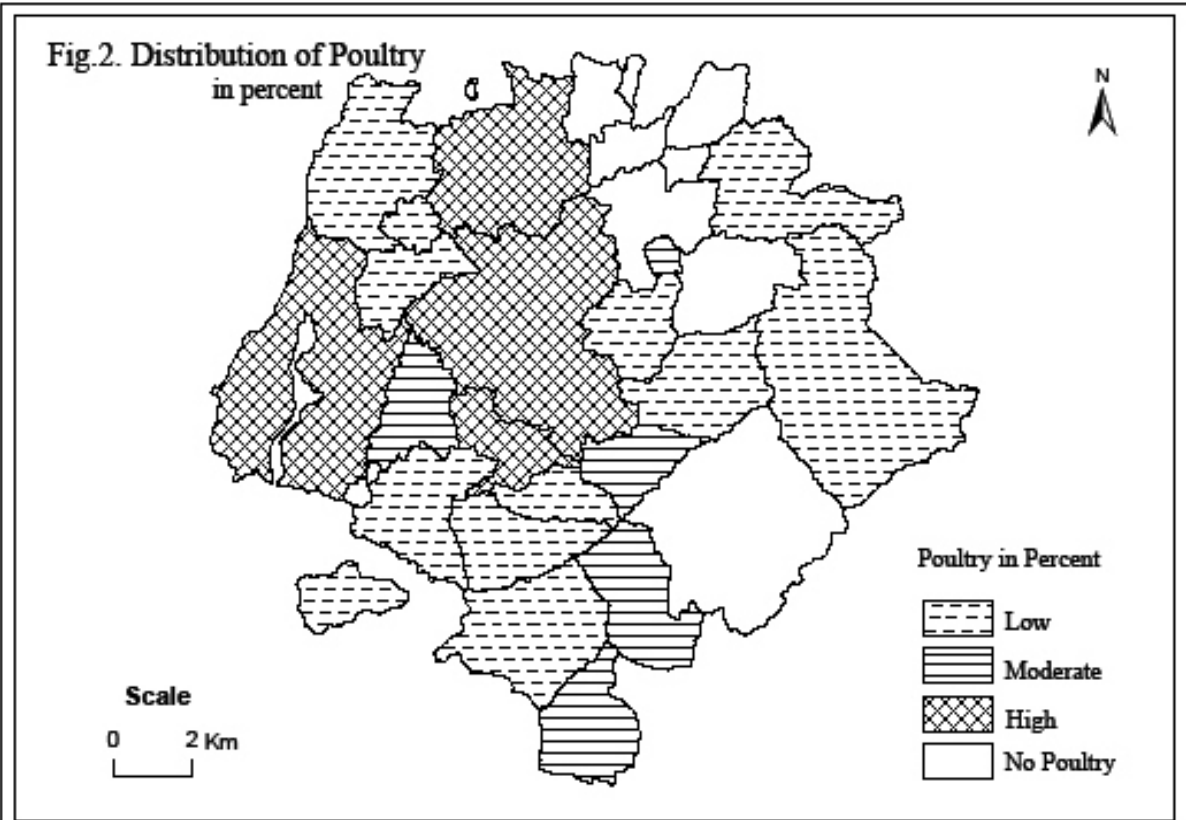 Fig.2. Distribution of Poultry
in percent
N
Poultry in Percent
Low
Moderate
High
No Poultry
Scale
0 2 Km